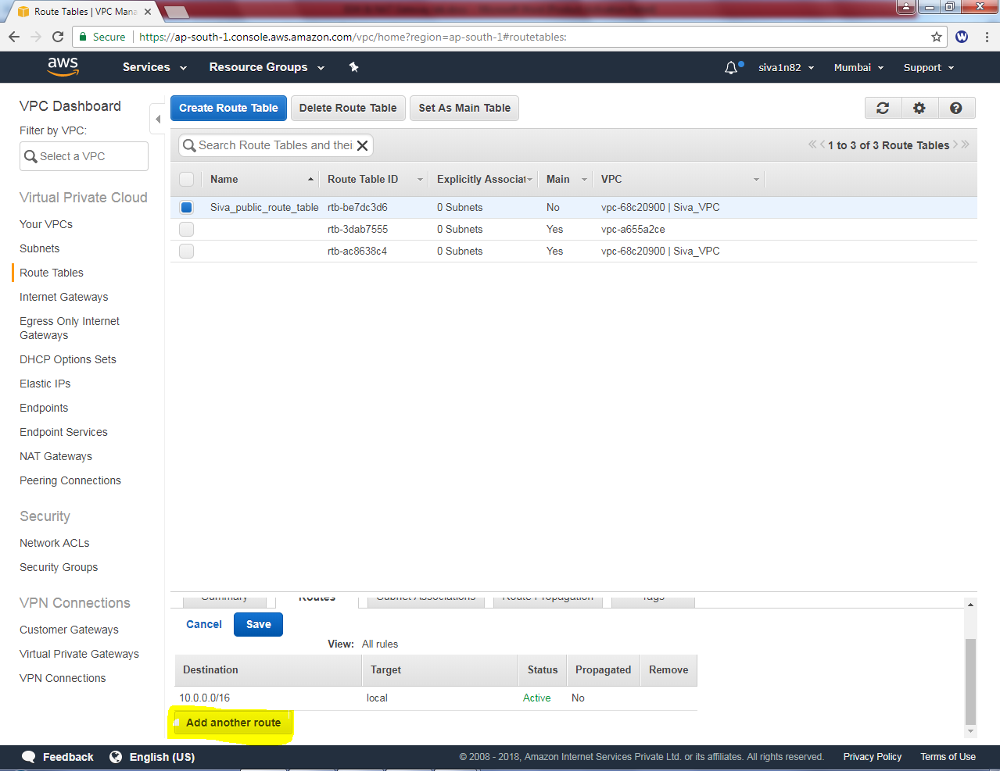 Route Tables | VPC Mana
Secure https://ap-south-1.console.aws.amazon.com/vpc/home?region=ap-south-1#routetables:
W
aws Services Resource Groups siva1n82 Mumbai Support
VPC Dashboard
Filter by VPC:
Select a VPC
Virtual Private Cloud
Your VPCs
Subnets
Route Tables
Internet Gateways
Egress Only Internet
Gateways
DHCP Options Sets
Elastic IPs
Endpoints
Endpoint Services
NAT Gateways
Peering Connections
Security
Network ACLs
Security Groups
VPN Connections
Customer Gateways
Virtual Private Gateways
VPN Connections
Create Route Table Delete Route Table Set As Main Table
Search Route Tables and thei 1 to 3 of 3 Route Tables
Name Route Table ID Explicitly Associat Main VPC
Siva_public_route_table rtb-be7dc3d6 0 Subnets No vpc-68c20900 | Siva_VPC
rtb-3dab7555 0 Subnets Yes vpc-a655a2ce
rtb-ac8638c4 0 Subnets Yes vpc-68c20900 | Siva_VPC
Summary Routes Subnet Associations Route Propagation Tags
Cancel Save
View: All rules
Destination Target Status Propagated Remove
10.0.0.0/16 local Active No
Add another route
Feedback English (US) © 2008 - 2018, Amazon Internet Services Private Ltd. or its affiliates. All rights reserved. Privacy Policy Terms of Use